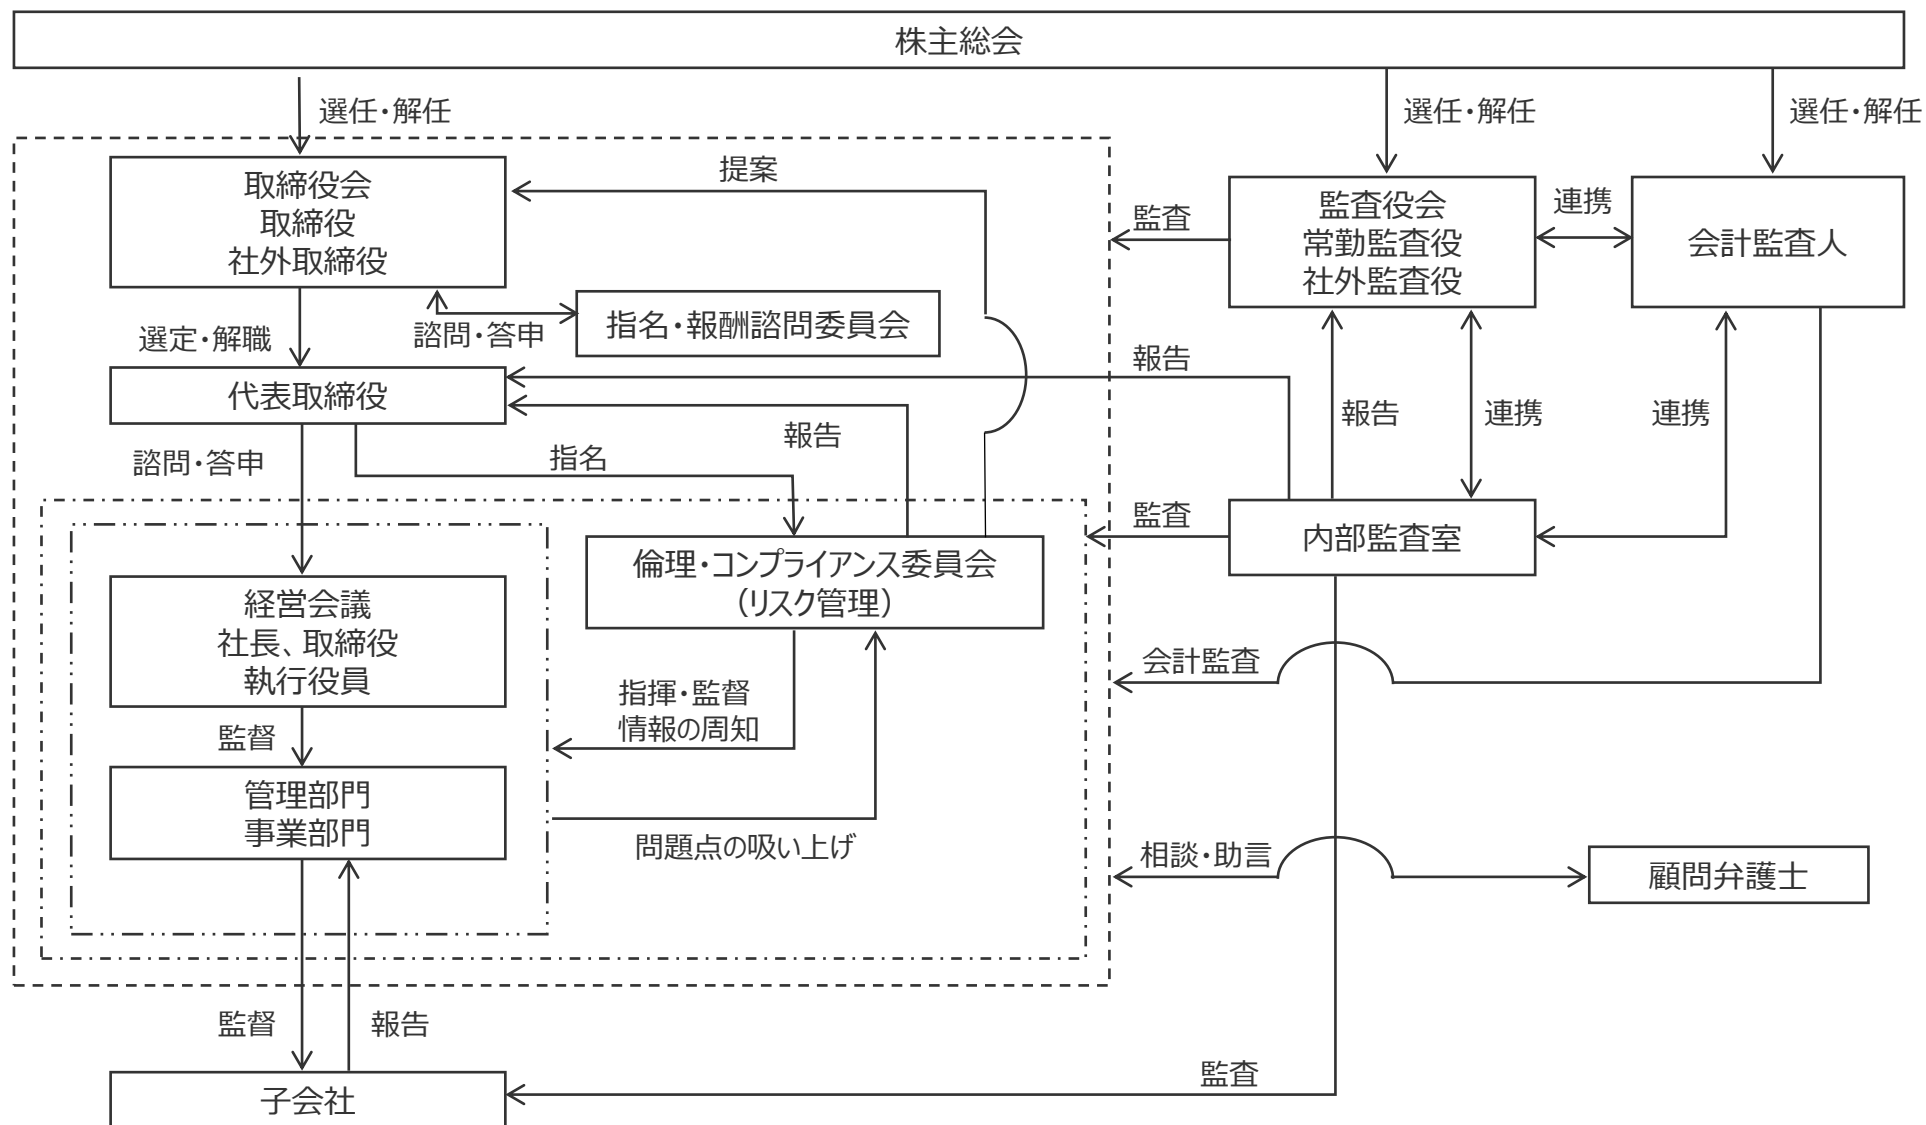 株主総会
選任・解任
選任・解任
選任・解任
取締役会
取締役
社外取締役
提案
監査
監査役会
常勤監査役
社外監査役
連携
会計監査人
選定・解職
諮問・答申
指名・報酬諮問委員会
代表取締役
報告
報告
連携
連携
諮問・答申
指名
報告
監査
内部監査室
倫理・コンプライアンス委員会
（リスク管理）
経営会議
社長、取締役
執行役員
会計監査
指揮・監督
情報の周知
監督
管理部門
事業部門
問題点の吸い上げ
相談・助言
顧問弁護士
監督
報告
監査
子会社